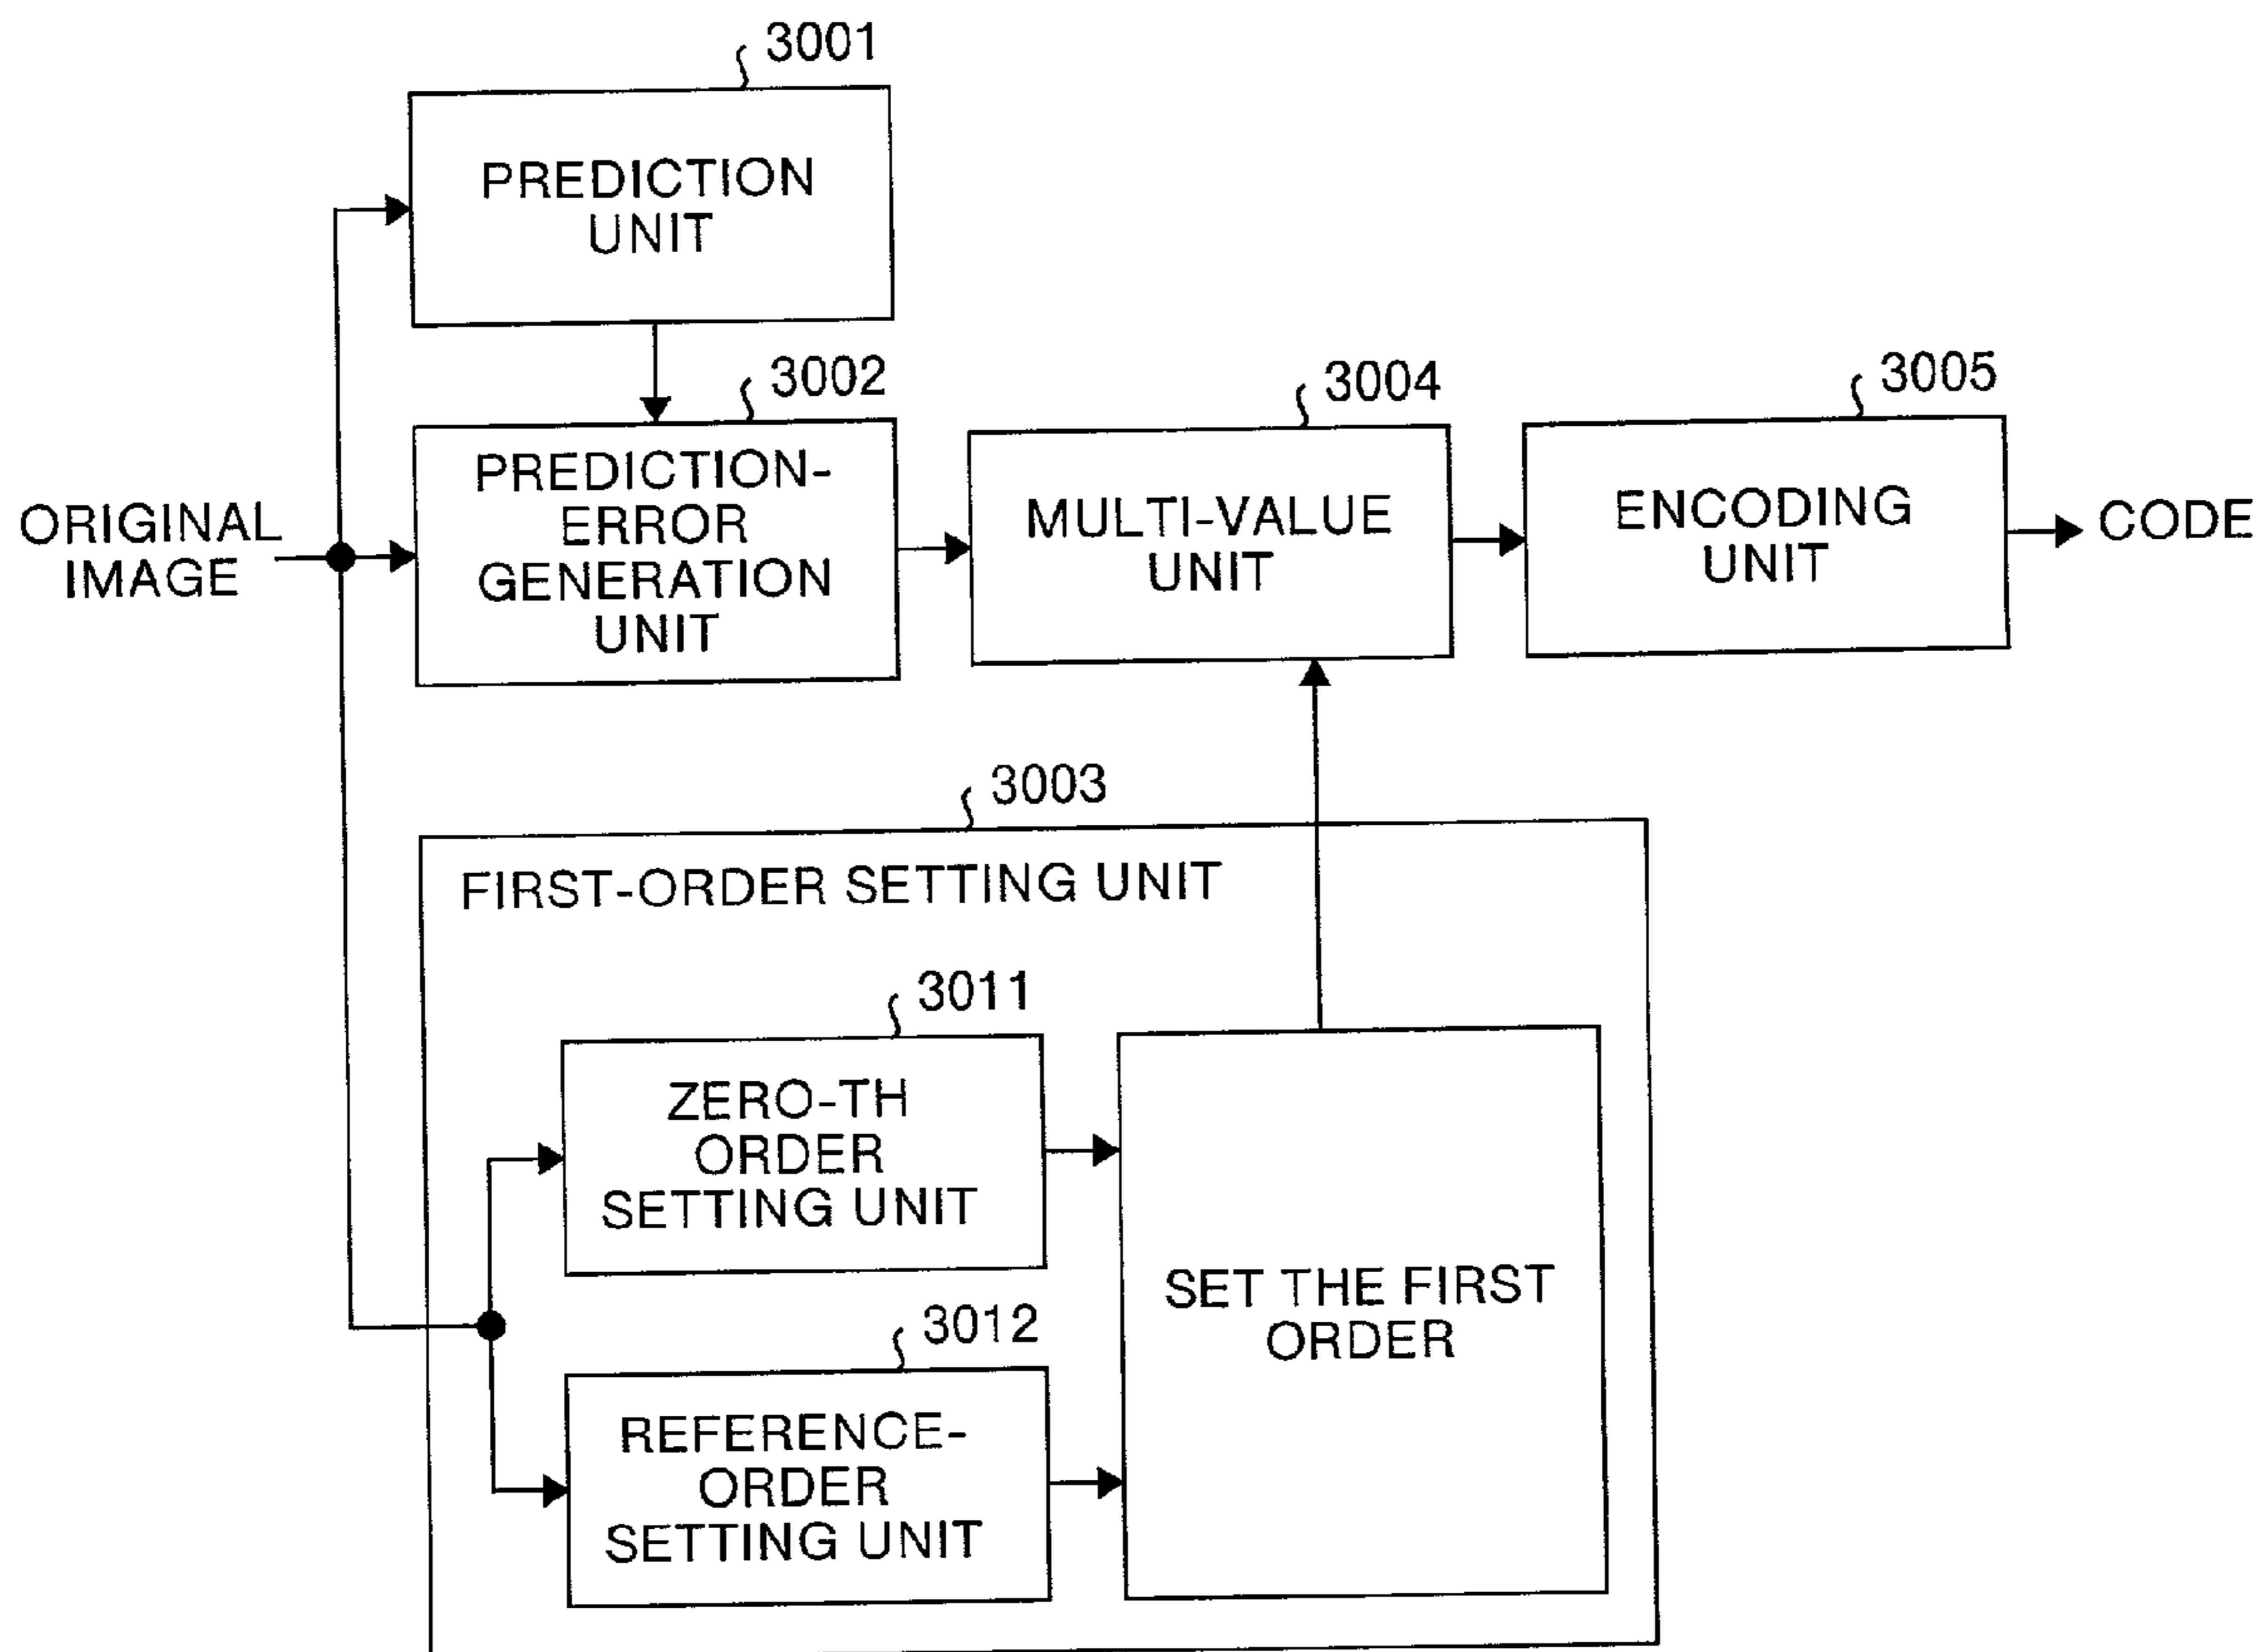 3001
PREDICTION
UNIT
3002
PREDICTION-
ERROR
GENERATION
UNIT
3004
MULTI-VALUE
UNIT
3005
ENCODING
UNIT
ORIGINAL
IMAGE
CODE
3003
FIRST-ORDER SETTING UNIT
3011
ZERO-TH
ORDER
SETTING UNIT
SET THE FIRST
ORDER
3012
REFERENCE-
ORDER
SETTING UNIT